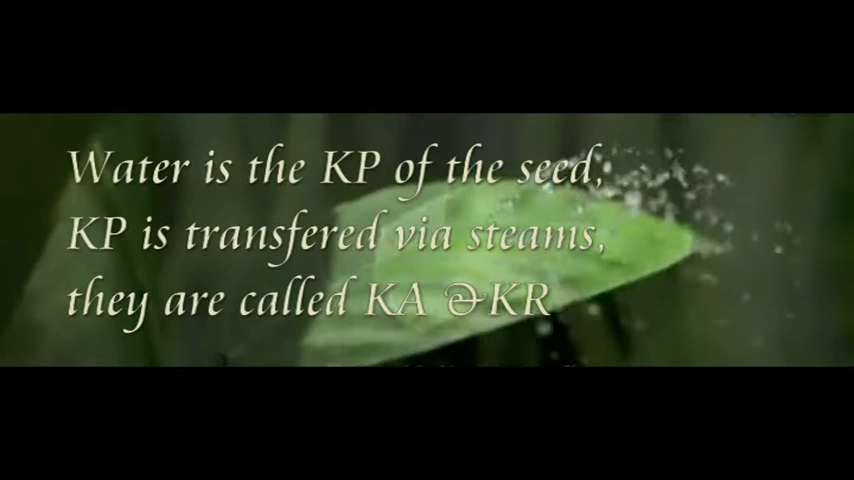 Water is the KP of the seed,
KP is transfered via steams,
they are called KA & KR